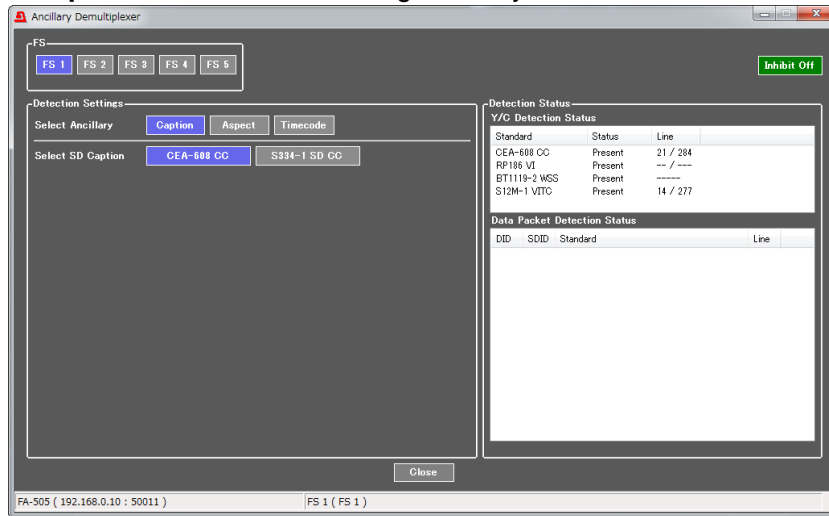 Ancillary Demultiplexer
FS
FS 1 FS 2 FS 3 FS 4 FS 5
Inhibit Off
Detection Settings
Select Ancillary Caption Aspect Timecode
Select SD Caption CEA-608 CC S334-1 SD CC
Detection Status
Y/C Detection Status
Standard Status Line
CEA-608 CC Present 21 / 284
RP186 VI Present -- / ---
BT1119-2 WSS Present -----
S12M-1 VITC Present 14 / 277
Data Packet Detection Status
DID SDID Standard Line
Close
FA-505 ( 192.168.0.10 : 50011 ) FS 1 ( FS 1 )